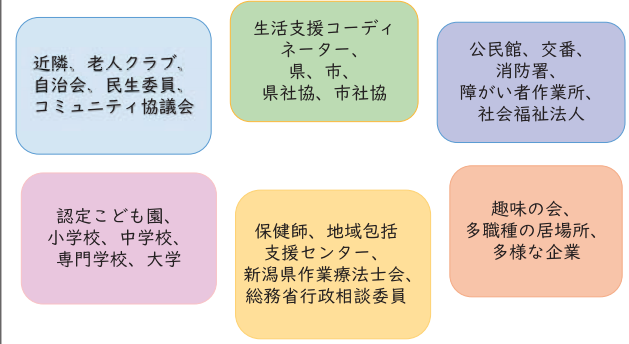 近隣、老人クラブ、
自治会、民生委員、
コミュニティ協議会
生活支援コーディ
ネーター、
県、市、
県社協、市社協
公民館、交番、
消防署、
障がい者作業所、
社会福祉法人
認定こども園、
小学校、中学校、
専門学校、大学
保健師、地域包括
支援センター、
新潟県作業療法士会、
総務省行政相談委員
趣味の会、
多職種の居場所、
多様な企業